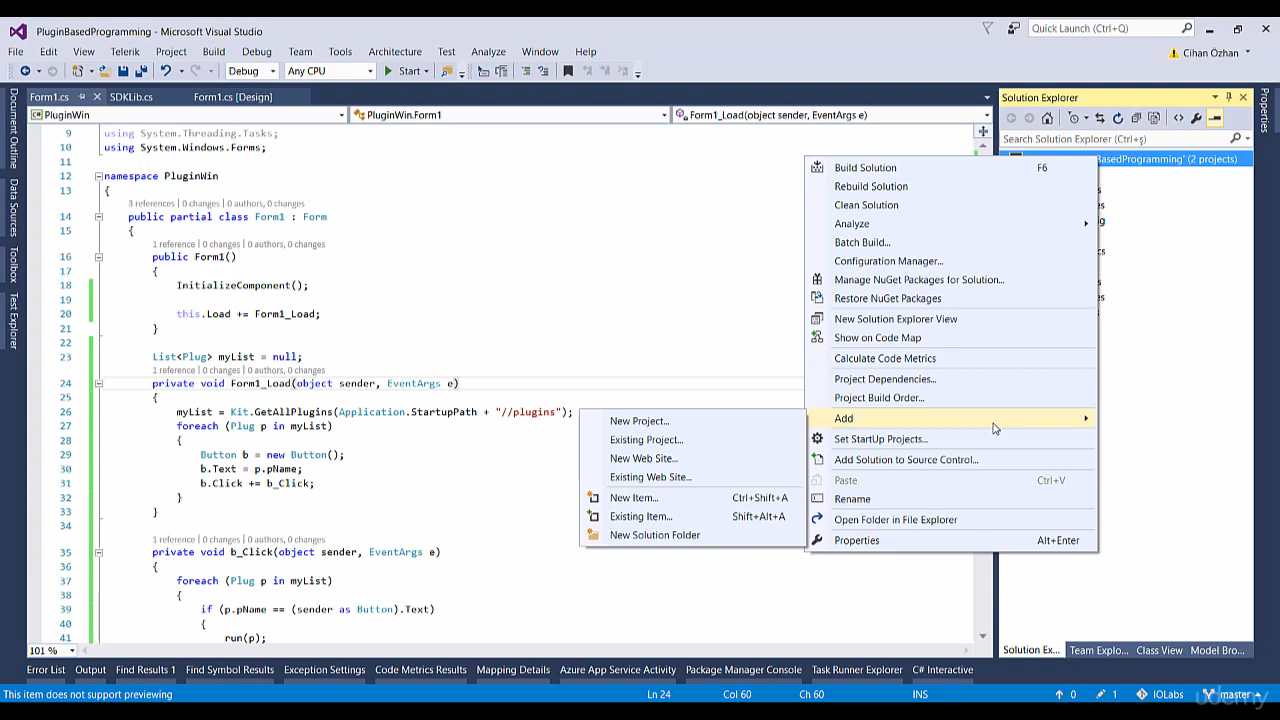 PluginBasedProgramming - Microsoft Visual Studio
Quick Launch (Ctrl+Q)
File Edit View Telerik Project Build Debug Team Tools Architecture Test Analyze Window Help
Cihan Özhan
Debug Any CPU Start
Form1.cs SDKLib.cs Form1.cs [Design]
Solution Explorer
PluginWin PluginWin.Form1 Form1_Load(object sender, EventArgs e)
Search Solution Explorer (Ctrl+ş)
BasedProgramming' (2 projects)
Document Outline
Data Sources
Toolbox
Test Explorer
Properties
9 using System.Threading.Tasks;
10 using System.Windows.Forms;
11
12 namespace PluginWin
13 {
3 references | 0 changes | 0 authors, 0 changes
14 public partial class Form1 : Form
15 {
1 reference | 0 changes | 0 authors, 0 changes
16 public Form1()
17 {
18 InitializeComponent();
19
20 this.Load += Form1_Load;
21 }
22
23 List<Plug> myList = null;
1 reference | 0 changes | 0 authors, 0 changes
24 private void Form1_Load(object sender, EventArgs e)
25 {
26 myList = Kit.GetAllPlugins(Application.StartupPath + "//plugins");
27 foreach (Plug p in myList)
28 {
29 Button b = new Button();
30 b.Text = p.pName;
31 b.Click += b_Click;
32 }
33 }
34
1 reference | 0 changes | 0 authors, 0 changes
35 private void b_Click(object sender, EventArgs e)
36 {
37 foreach (Plug p in myList)
38 {
39 if (p.pName == (sender as Button).Text)
40 {
41 run(p);
Build Solution F6
Rebuild Solution
Clean Solution
Analyze
Batch Build...
Configuration Manager...
Manage NuGet Packages for Solution...
Restore NuGet Packages
New Solution Explorer View
Show on Code Map
Calculate Code Metrics
Project Dependencies...
Project Build Order...
Add
Set StartUp Projects...
Add Solution to Source Control...
Paste Ctrl+V
Rename
Open Folder in File Explorer
Properties Alt+Enter
New Project...
Existing Project...
New Web Site...
Existing Web Site...
New Item... Ctrl+Shift+A
Existing Item... Shift+Alt+A
New Solution Folder
101 %
Solution Ex... Team Explo... Class View Model Bro...
Error List Output Find Results 1 Find Symbol Results Exception Settings Code Metrics Results Mapping Details Azure App Service Activity Package Manager Console Task Runner Explorer C# Interactive
This item does not support previewing Ln 24 Col 60 Ch 60 INS 0 1 IOLabs master
udemy